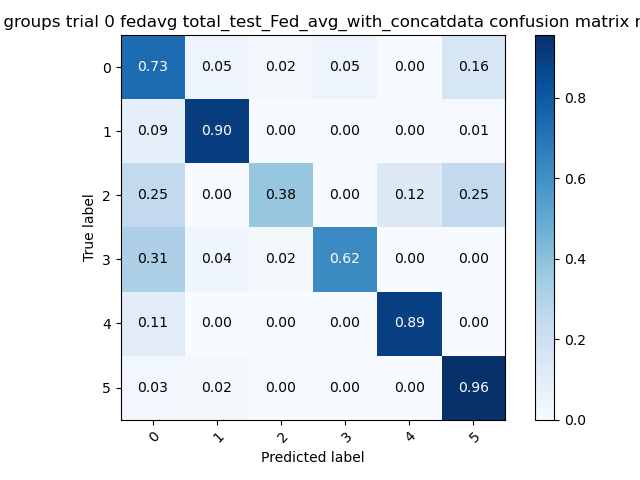 groups trial 0 fedavg total_test_Fed_avg_with_concatdata confusion matrix
True label
0 0.73 0.05 0.02 0.05 0.00 0.16
1 0.09 0.90 0.00 0.00 0.00 0.01
2 0.25 0.00 0.38 0.00 0.12 0.25
3 0.31 0.04 0.02 0.62 0.00 0.00
4 0.11 0.00 0.00 0.00 0.89 0.00
5 0.03 0.02 0.00 0.00 0.00 0.96
0 1 2 3 4 5
Predicted label
0.8
0.6
0.4
0.2
0.0